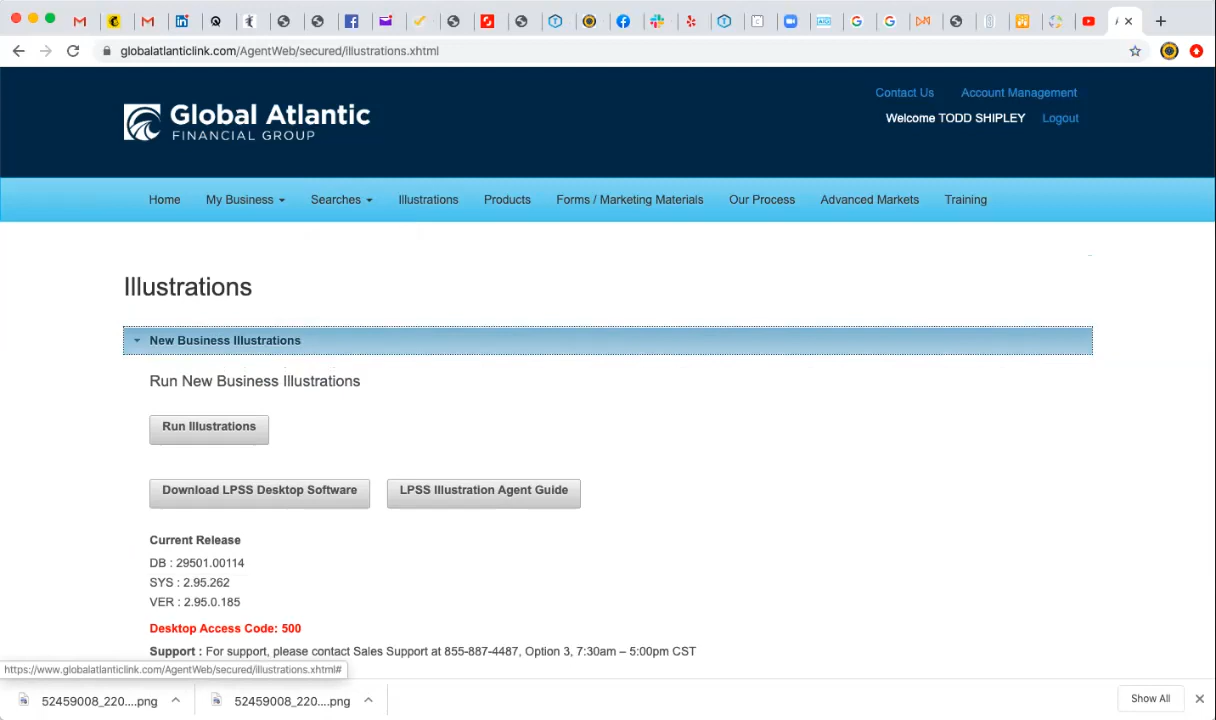 globalatlanticlink.com/AgentWeb/secured/illustrations.xhtml
Contact Us Account Management
Global Atlantic
FINANCIAL GROUP
Welcome TODD SHIPLEY Logout
Home My Business Searches Illustrations Products Forms / Marketing Materials Our Process Advanced Markets Training
Illustrations
New Business Illustrations
Run New Business Illustrations
Run Illustrations
Download LPSS Desktop Software LPSS Illustration Agent Guide
Current Release
DB : 29501.00114
SYS : 2.95.262
VER : 2.95.0.185
Desktop Access Code: 500
Support : For support, please contact Sales Support at 855-887-4487, Option 3, 7:30am – 5:00pm CST
https://www.globalatlanticlink.com/AgentWeb/secured/illustrations.xhtml#
52459008_220....png 52459008_220....png Show All